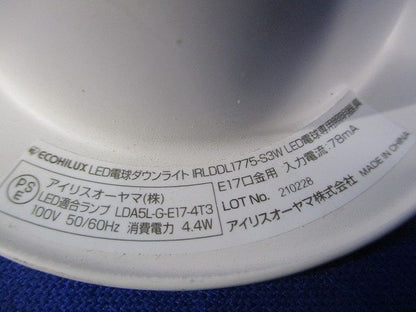 ECOHILUX LED電球ダウンライト IRLDDL1775-S3W LED電球専用照明器具
PS
E
アイリスオーヤマ(株)
LED適合ランプ LDA5L-G-E17-4T3
100V 50/60Hz 消費電力 4.4W
E17口金用 入力電流:78mA
LOT No. 210228
アイリスオーヤマ株式会社 MADE IN CHINA